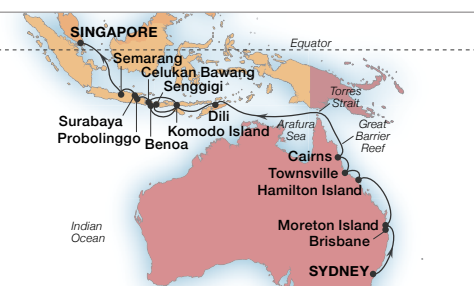 SINGAPORE
Equator
Semarang
Celukan Bawang
Senggigi
Torres
Strait
Surabaya
Probolinggo
Benoa
Dili
Komodo Island
Arafura
Sea
Great
Barrier
Reef
Cairns
Townsville
Hamilton Island
Indian
Ocean
Moreton Island
Brisbane
SYDNEY